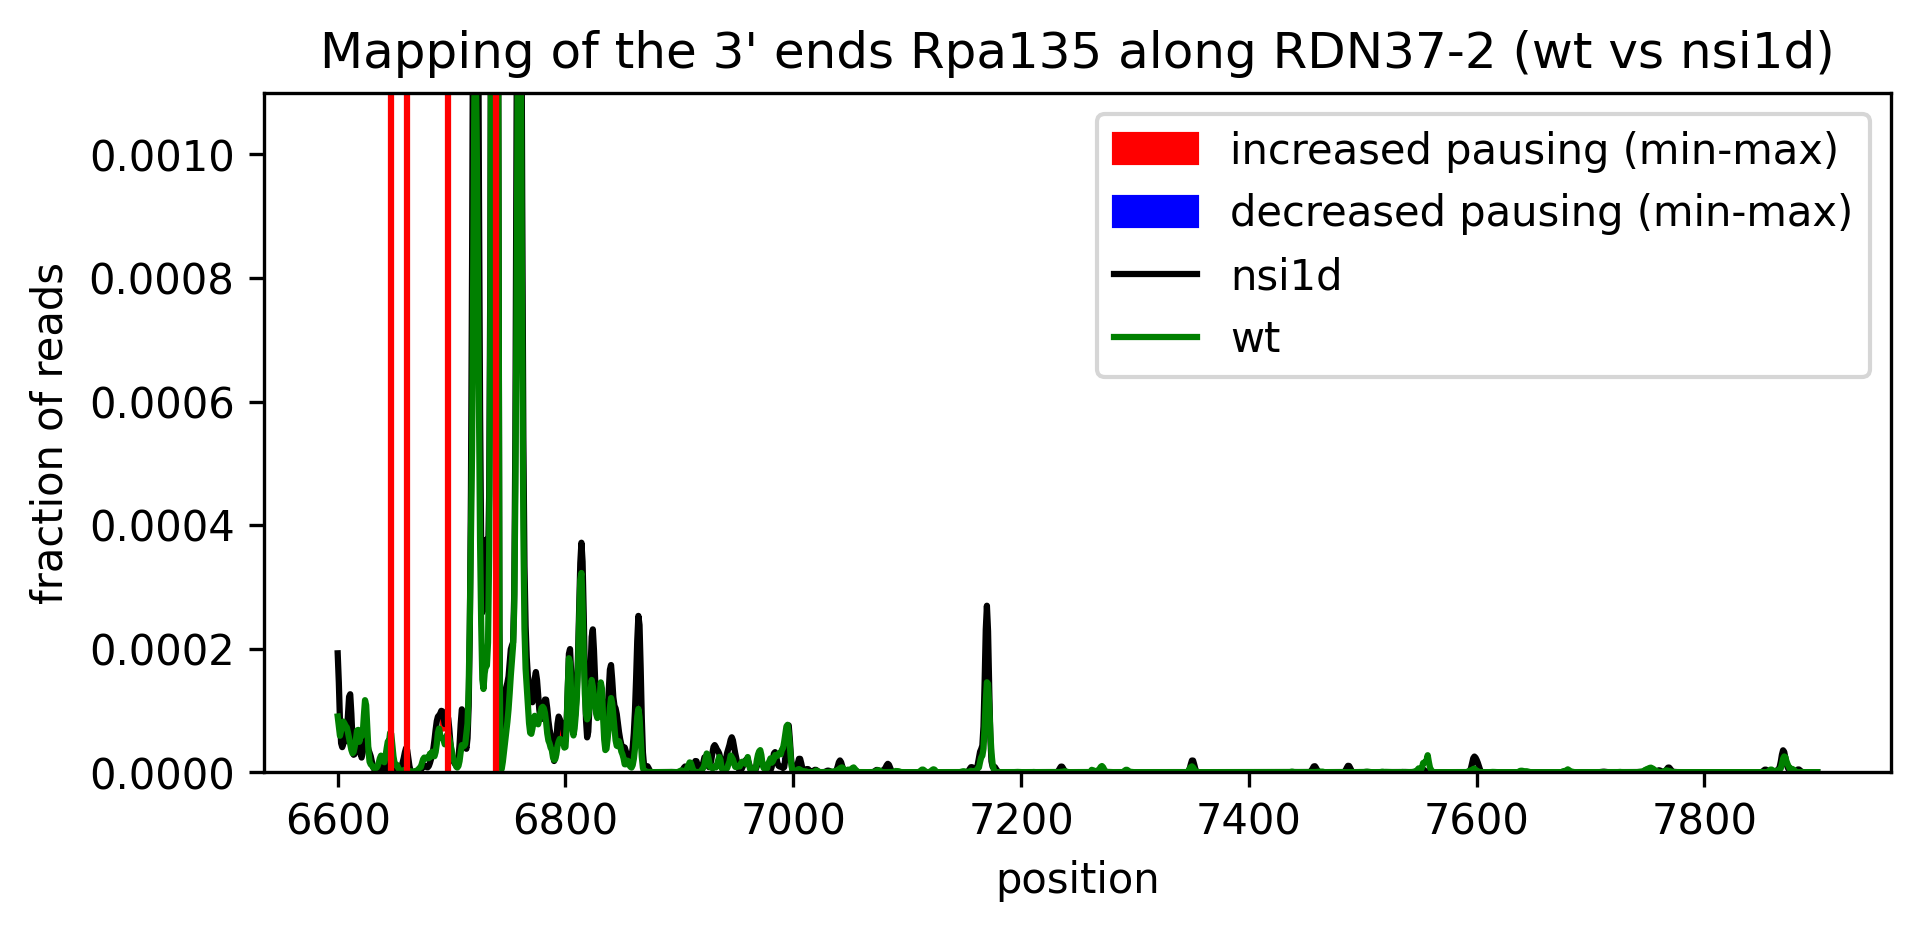 Mapping of the 3' ends Rpa135 along RDN37-2 (wt vs nsi1d)
increased pausing (min-max)
decreased pausing (min-max)
nsi1d
wt
fraction of reads
0.0010
0.0008
0.0006
0.0004
0.0002
0.0000
6600 6800 7000 7200 7400 7600 7800
position